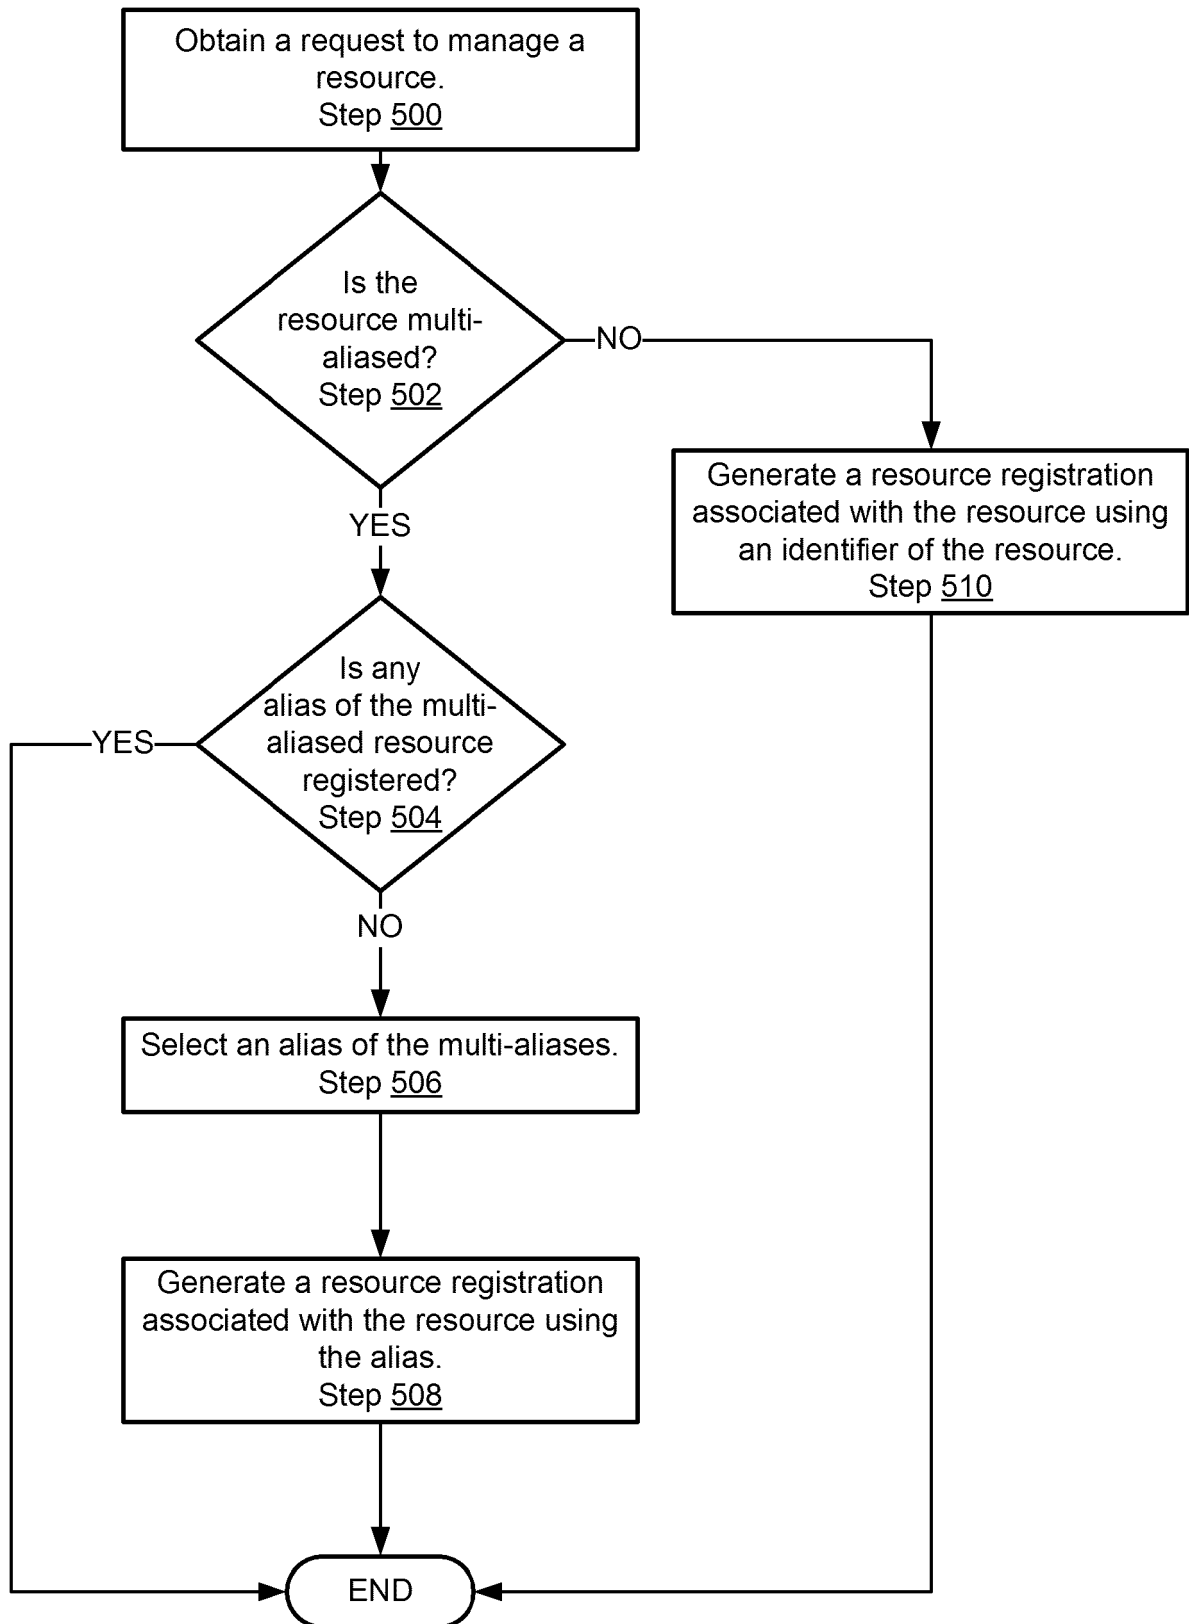 Obtain a request to manage a
resource.
Step 500
Is the
resource multi-
aliased?
Step 502
NO
YES
Generate a resource registration
associated with the resource using
an identifier of the resource.
Step 510
Is any
alias of the multi-
aliased resource
registered?
Step 504
YES
NO
Select an alias of the multi-aliases.
Step 506
Generate a resource registration
associated with the resource using
the alias.
Step 508
END